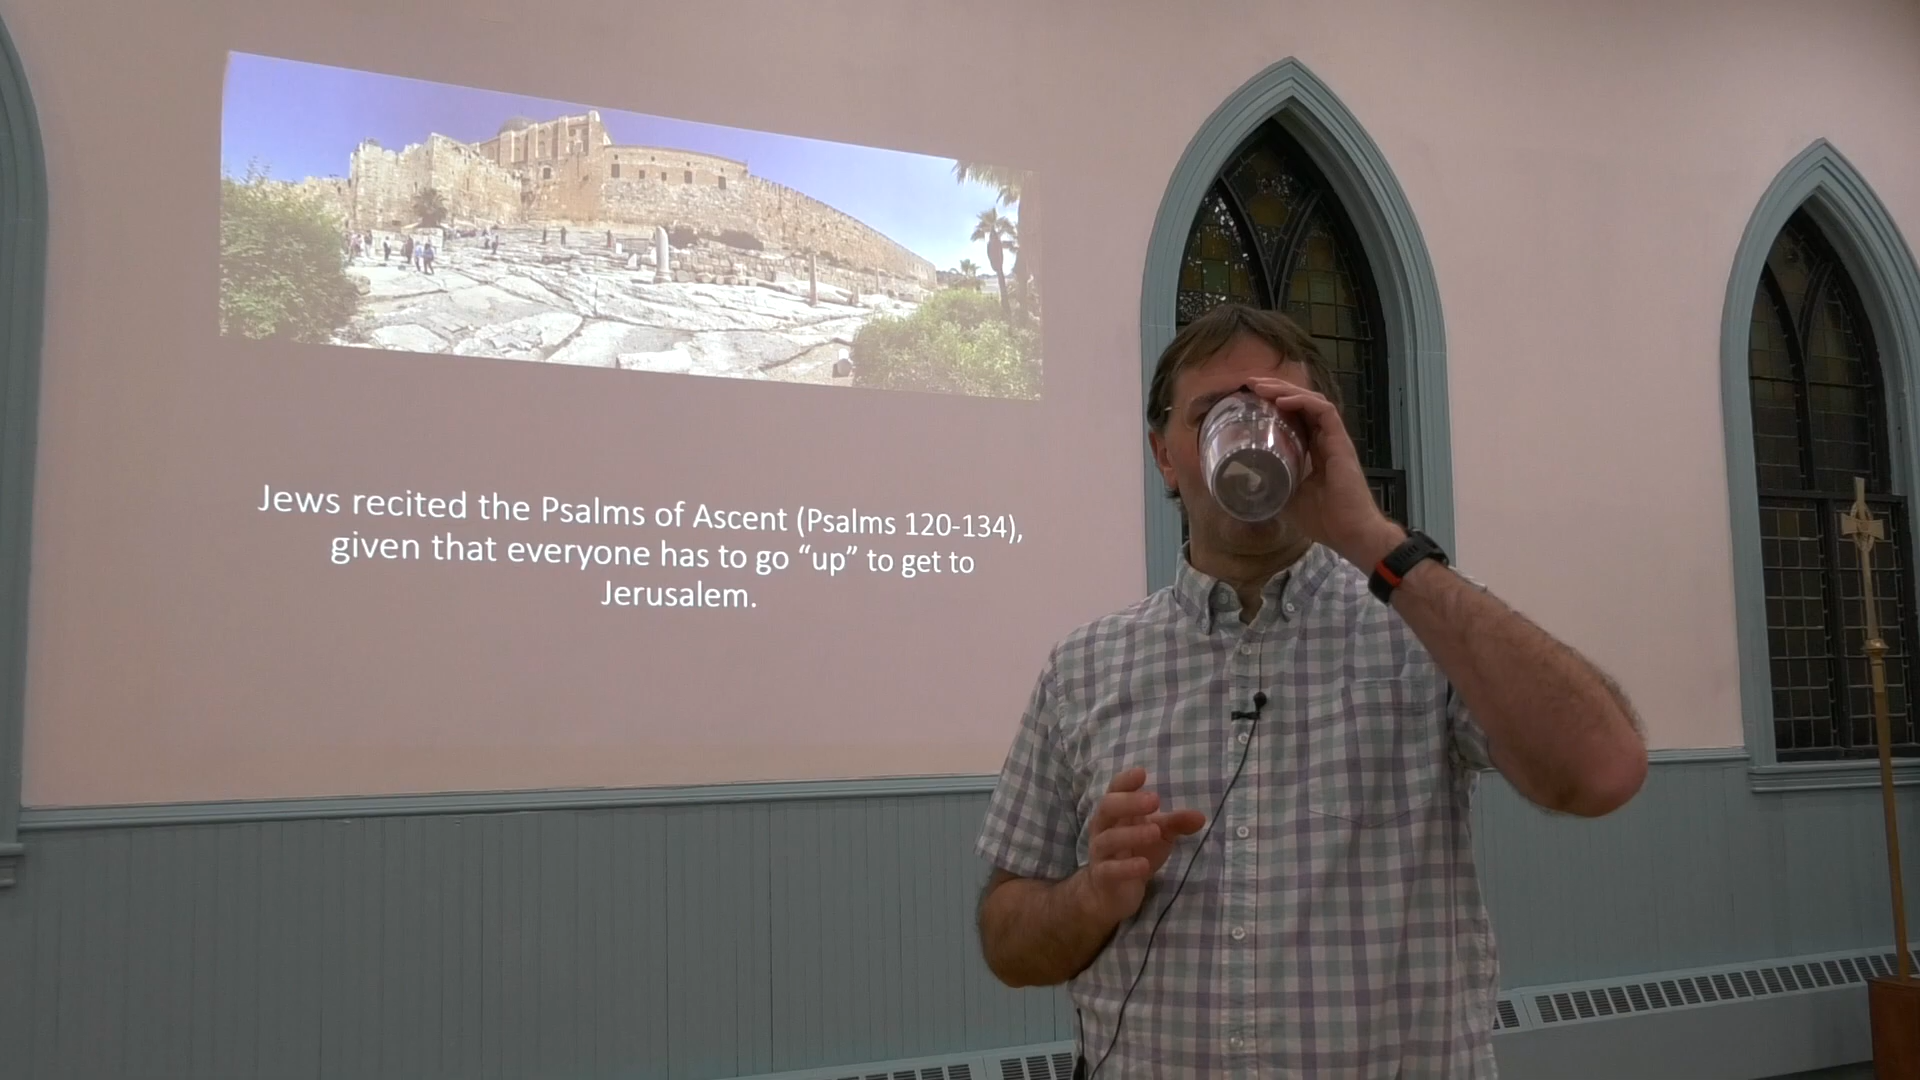 Jews recited the Psalms of Ascent (Psalms 120-134),
given that everyone has to go “up” to get to
Jerusalem.